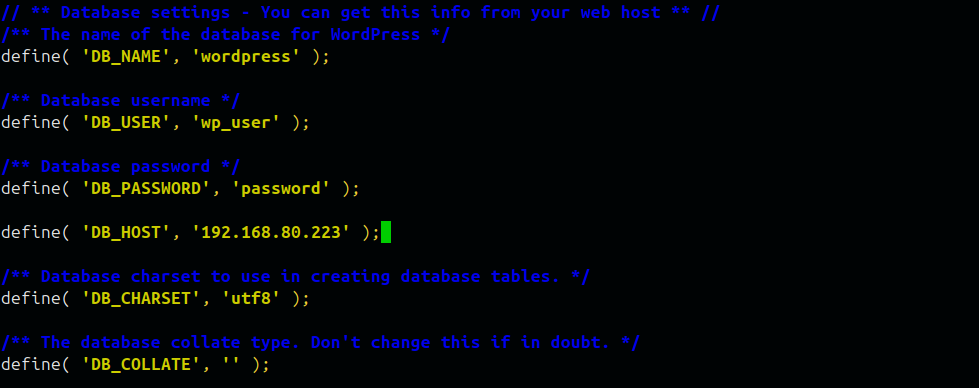 // ** Database settings - You can get this info from your web host ** //
/** The name of the database for WordPress */
define( 'DB_NAME', 'wordpress' );
/** Database username */
define( 'DB_USER', 'wp_user' );
/** Database password */
define( 'DB_PASSWORD', 'password' );
define( 'DB_HOST', '192.168.80.223' );
/** Database charset to use in creating database tables. */
define( 'DB_CHARSET', 'utf8' );
/** The database collate type. Don't change this if in doubt. */
define( 'DB_COLLATE', '' );